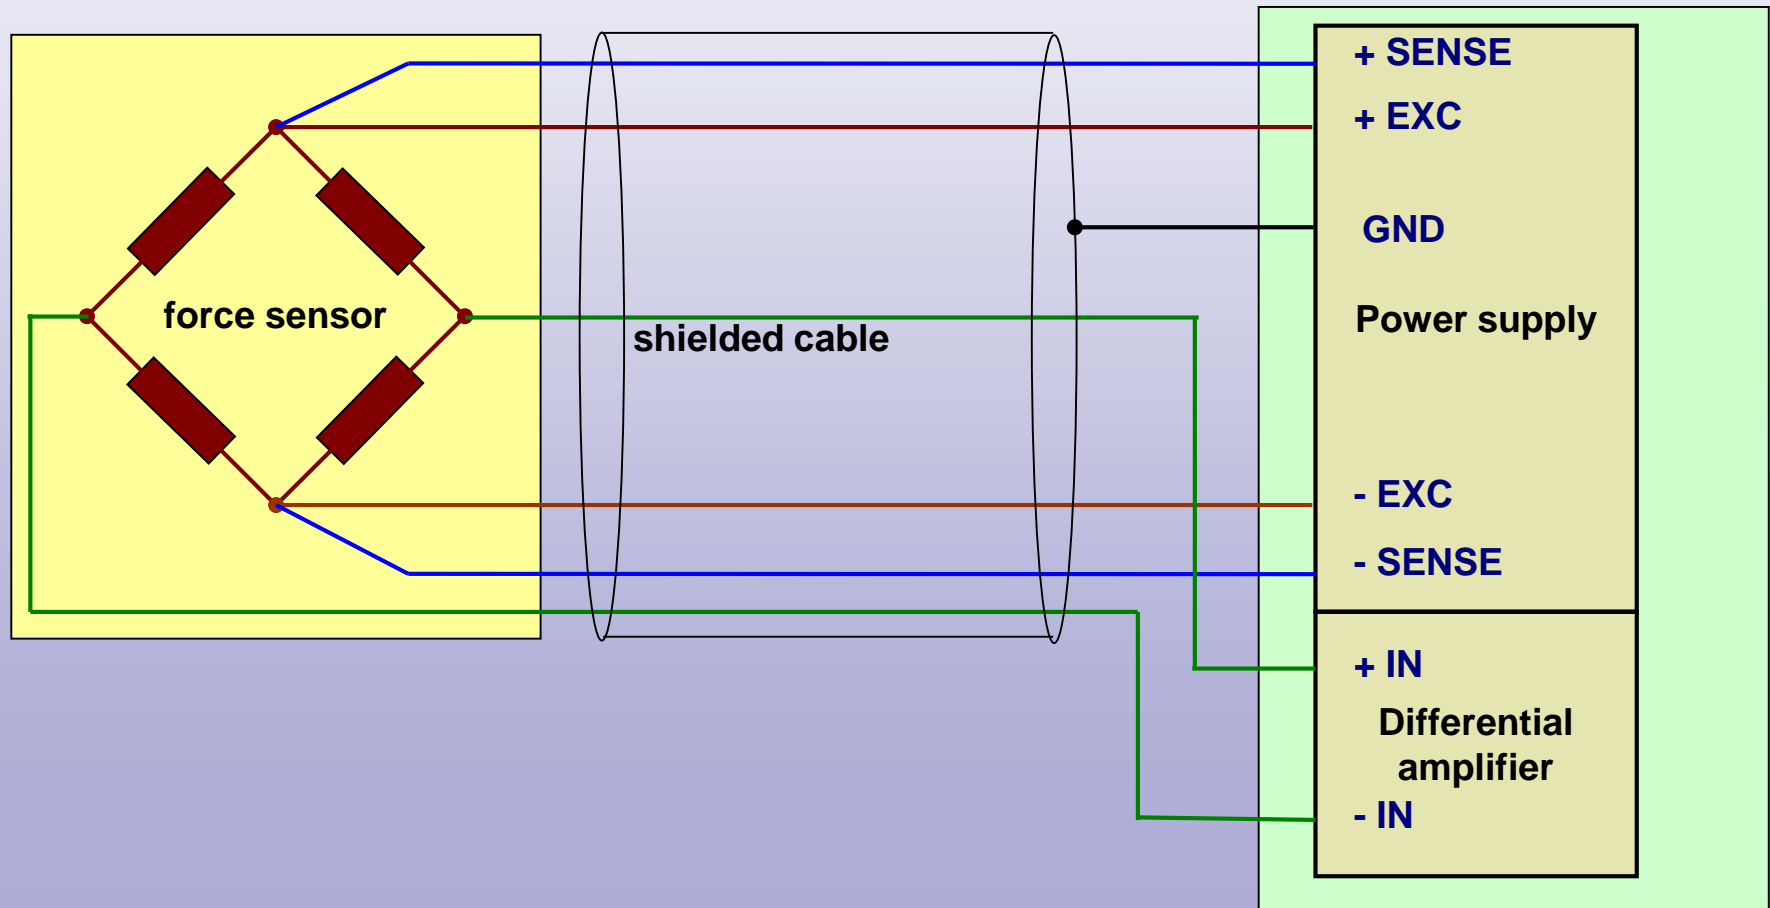 + SENSE
+ EXC
GND
force sensor
shielded cable
Power supply
- EXC
- SENSE
+ IN
Differential
amplifier
- IN